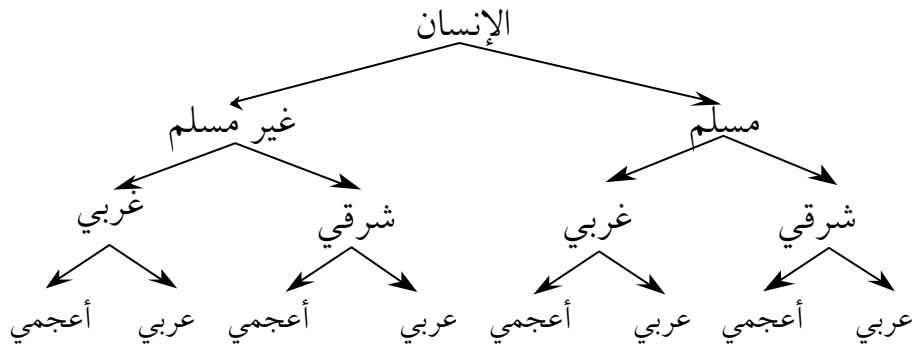 الإنسان
مسلم غير مسلم
شرقي غربي شرقي غربي
عربي أعجمي عربي أعجمي عربي أعجمي عربي أعجمي